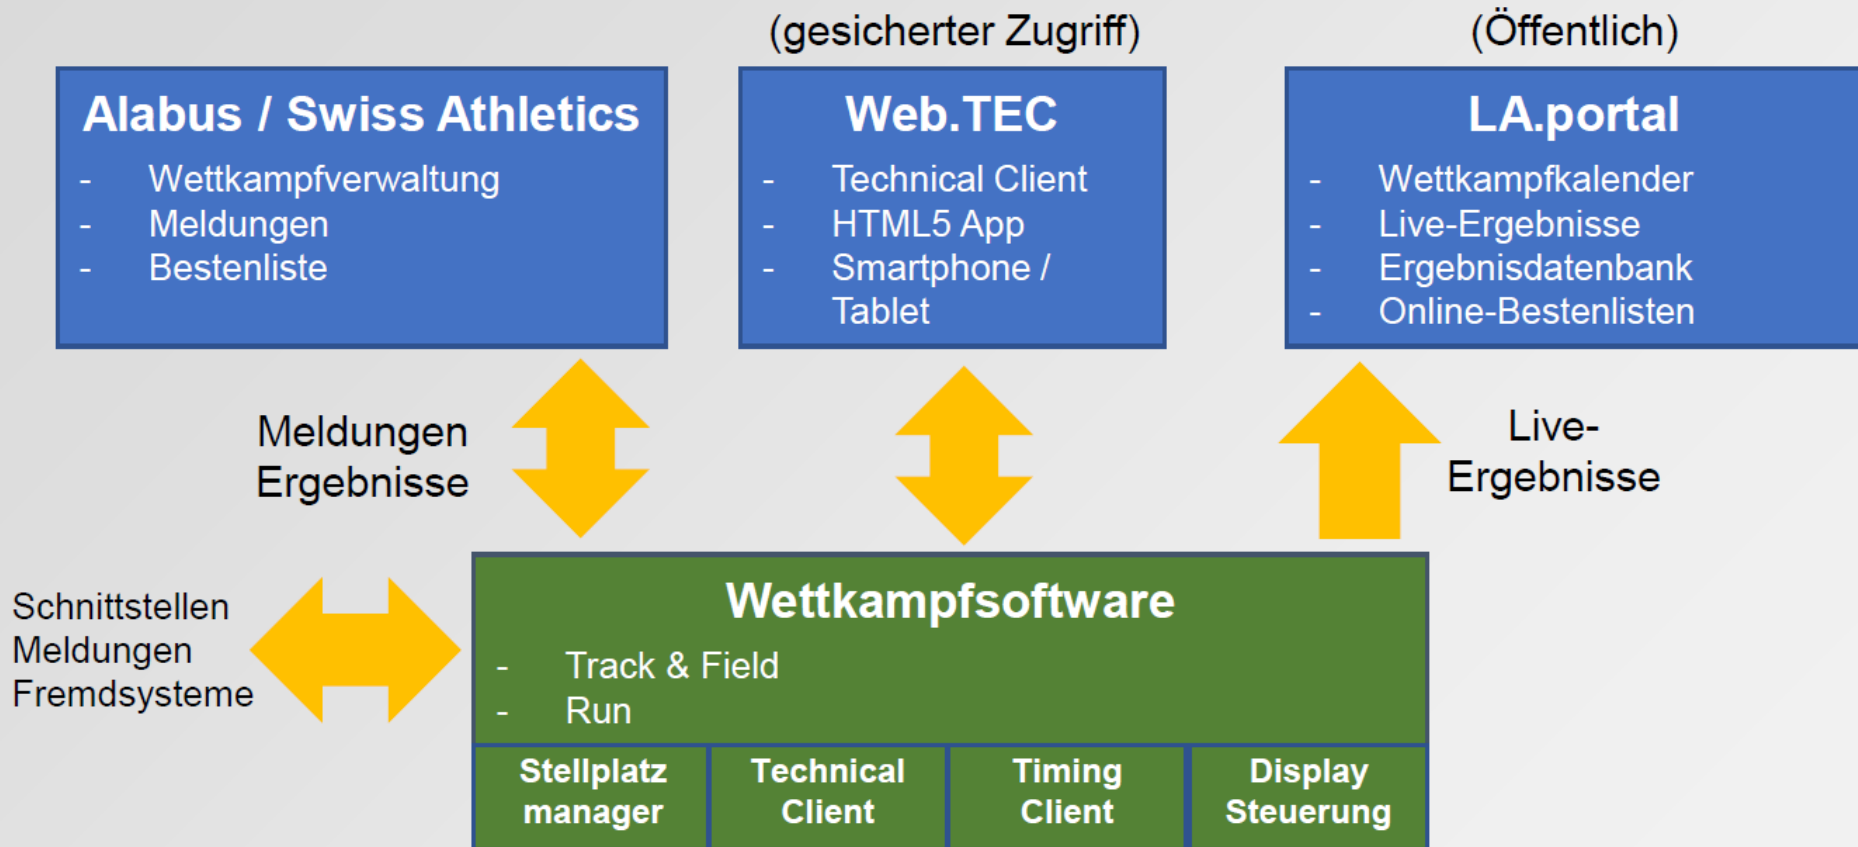 (gesicherter Zugriff)
(Öffentlich)
Alabus / Swiss Athletics
- Wettkampfverwaltung
- Meldungen
- Bestenliste
Web.TEC
- Technical Client
- HTML5 App
- Smartphone /
Tablet
LA.portal
- Wettkampfkalender
- Live-Ergebnisse
- Ergebnisdatenbank
- Online-Bestenlisten
Meldungen
Ergebnisse
Live-
Ergebnisse
Schnittstellen
Meldungen
Fremdsysteme
Wettkampfsoftware
- Track & Field
- Run
Stellplatz
manager
Technical
Client
Timing
Client
Display
Steuerung